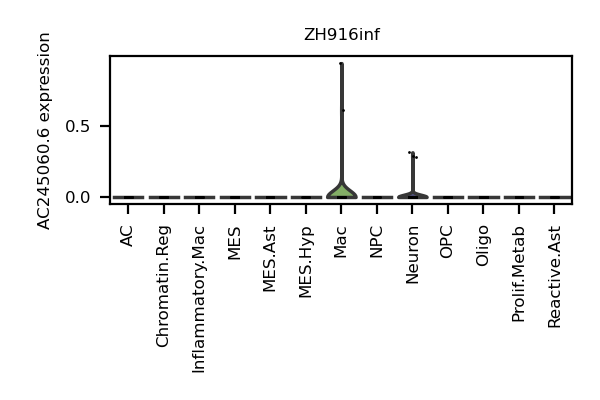 ZH916inf
AC245060.6 expression
0.5
0.0
AC
Chromatin.Reg
Inflammatory.Mac
MES
MES.Ast
MES.Hyp
Mac
NPC
Neuron
OPC
Oligo
Prolif.Metab
Reactive.Ast